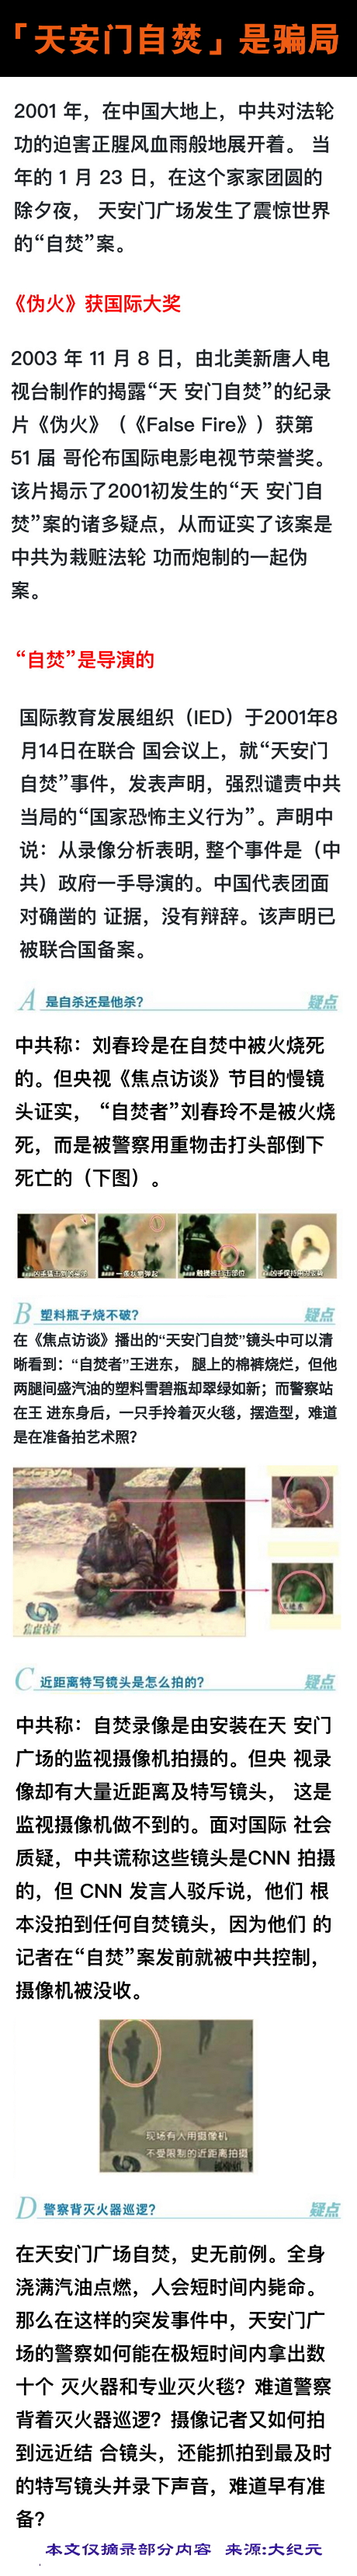 「天安门自焚」是骗局
2001 年，在中国大地上，中共对法轮
功的迫害正腥风血雨般地展开着。 当
年的 1 月 23 日，在这个家家团圆的
除夕夜， 天安门广场发生了震惊世界
的“自焚”案。
《伪火》获国际大奖
2003 年 11 月 8 日，由北美新唐人电
视台制作的揭露“天 安门自焚”的纪录
片《伪火》（《False Fire》）获第
51 届 哥伦布国际电影电视节荣誉奖。
该片揭示了2001初发生的“天 安门自
焚”案的诸多疑点，从而证实了该案是
中共为栽赃法轮 功而炮制的一起伪
案。
“自焚”是导演的
国际教育发展组织（IED）于2001年8
月14日在联合 国会议上，就“天安门
自焚”事件，发表声明，强烈谴责中共
当局的“国家恐怖主义行为”。声明中
说：从录像分析表明, 整个事件是（中
共）政府一手导演的。中国代表团面
对确凿的 证据，没有辩辞。该声明已
被联合国备案。
A 是自杀还是他杀? 疑点
中共称：刘春玲是在自焚中被火烧死
的。但央视《焦点访谈》节目的慢镜
头证实， “自焚者”刘春玲不是被火烧
死，而是被警察用重物击打头部倒下
死亡的（下图）。
B 塑料瓶子烧不破? 疑点
在《焦点访谈》播出的“天安门自焚”镜头中可以清
晰看到：“自焚者”王进东， 腿上的棉裤烧烂，但他
两腿间盛汽油的塑料雪碧瓶却翠绿如新；而警察站
在王 进东身后，一只手拎着灭火毯，摆造型，难道
是在准备拍艺术照？
焦点访谈
C 近距离特写镜头是怎么拍的? 疑点
中共称：自焚录像是由安装在天 安门
广场的监视摄像机拍摄的。但央 视录
像却有大量近距离及特写镜头， 这是
监视摄像机做不到的。面对国际 社会
质疑，中共谎称这些镜头是CNN 拍摄
的，但 CNN 发言人驳斥说，他们 根
本没拍到任何自焚镜头，因为他们 的
记者在“自焚”案发前就被中共控制，
摄像机被没收。
现场有人用摄像机
不受限制的近距离拍摄
D 警察背灭火器巡逻? 疑点
在天安门广场自焚，史无前例。全身
浇满汽油点燃，人会短时间内毙命。
那么在这样的突发事件中，天安门广
场的警察如何能在极短时间内拿出数
十个 灭火器和专业灭火毯？难道警察
背着灭火器巡逻？摄像记者又如何拍
到远近结 合镜头，还能抓拍到最及时
的特写镜头并录下声音，难道早有准
备？
本文仅摘录部分内容 来源:大纪元